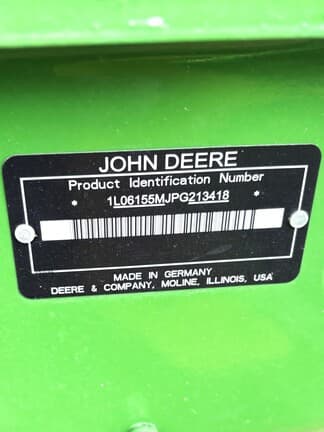 JOHN DEERE
Product Identification Number
* 1L06155MJPG213418 *
MADE IN GERMANY
DEERE & COMPANY, MOLINE, ILLINOIS, USA